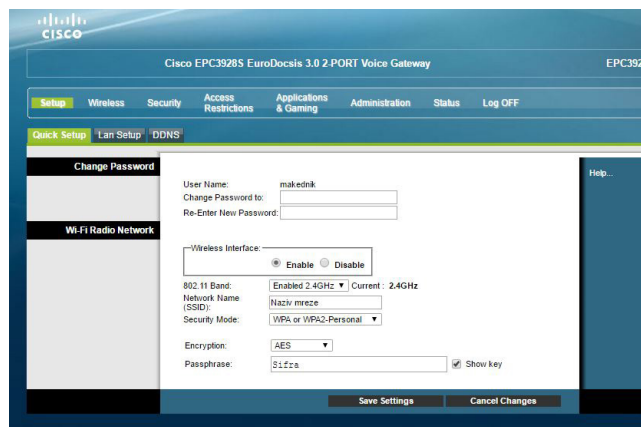 CISCO
Cisco EPC3928S EuroDocsis 3.0 2-PORT Voice Gateway EPC392
Setup Wireless Security Access Restrictions Applications & Gaming Administration Status Log OFF
Quick Setup Lan Setup DDNS
Change Password
Help...
User Name: makednik
Change Password to:
Re-Enter New Password:
Wi-Fi Radio Network
Wireless Interface:
Enable Disable
802.11 Band: Enabled 2.4GHz Current : 2.4GHz
Network Name (SSID): Naziv mreze
Security Mode: WPA or WPA2-Personal
Encryption: AES
Passphrase: Sifra Show key
Save Settings Cancel Changes